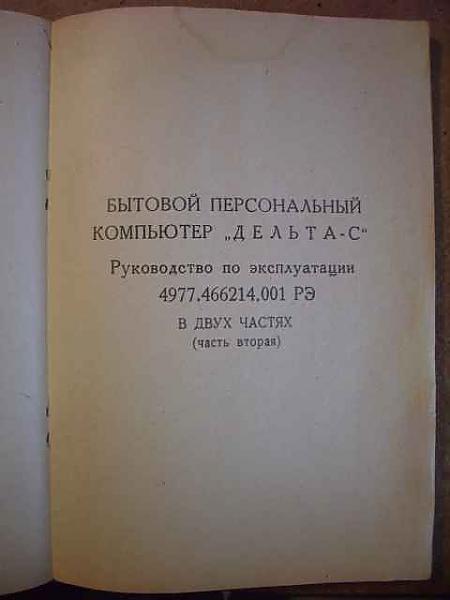 БЫТОВОЙ ПЕРСОНАЛЬНЫЙ
КОМПЬЮТЕР „ДЕЛЬТА-С“
Руководство по эксплуатации
4977.466214.001 РЭ
В ДВУХ ЧАСТЯХ
(часть вторая)